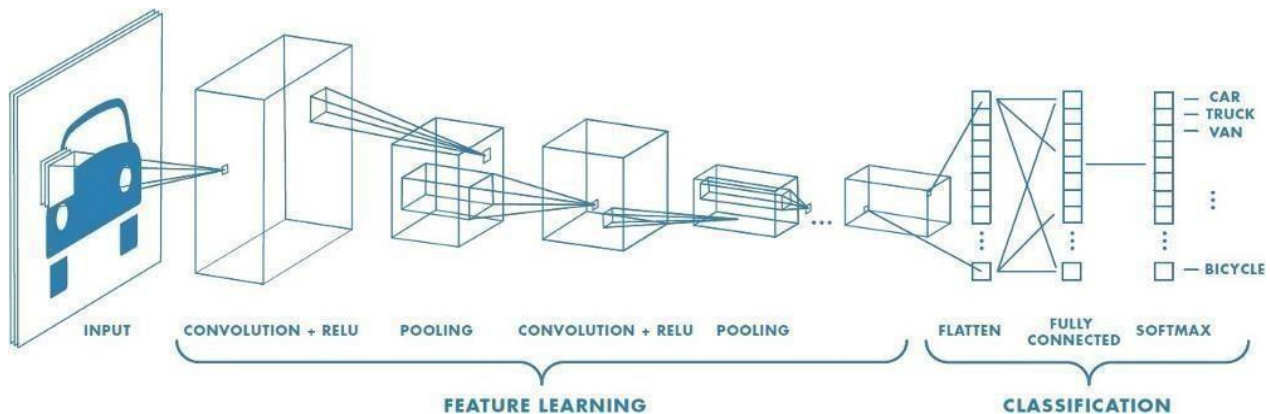 CAR
TRUCK
VAN
BICYCLE
INPUT
CONVOLUTION + RELU
POOLING
CONVOLUTION + RELU
POOLING
FLATTEN
FULLY
CONNECTED
SOFTMAX
FEATURE LEARNING
CLASSIFICATION